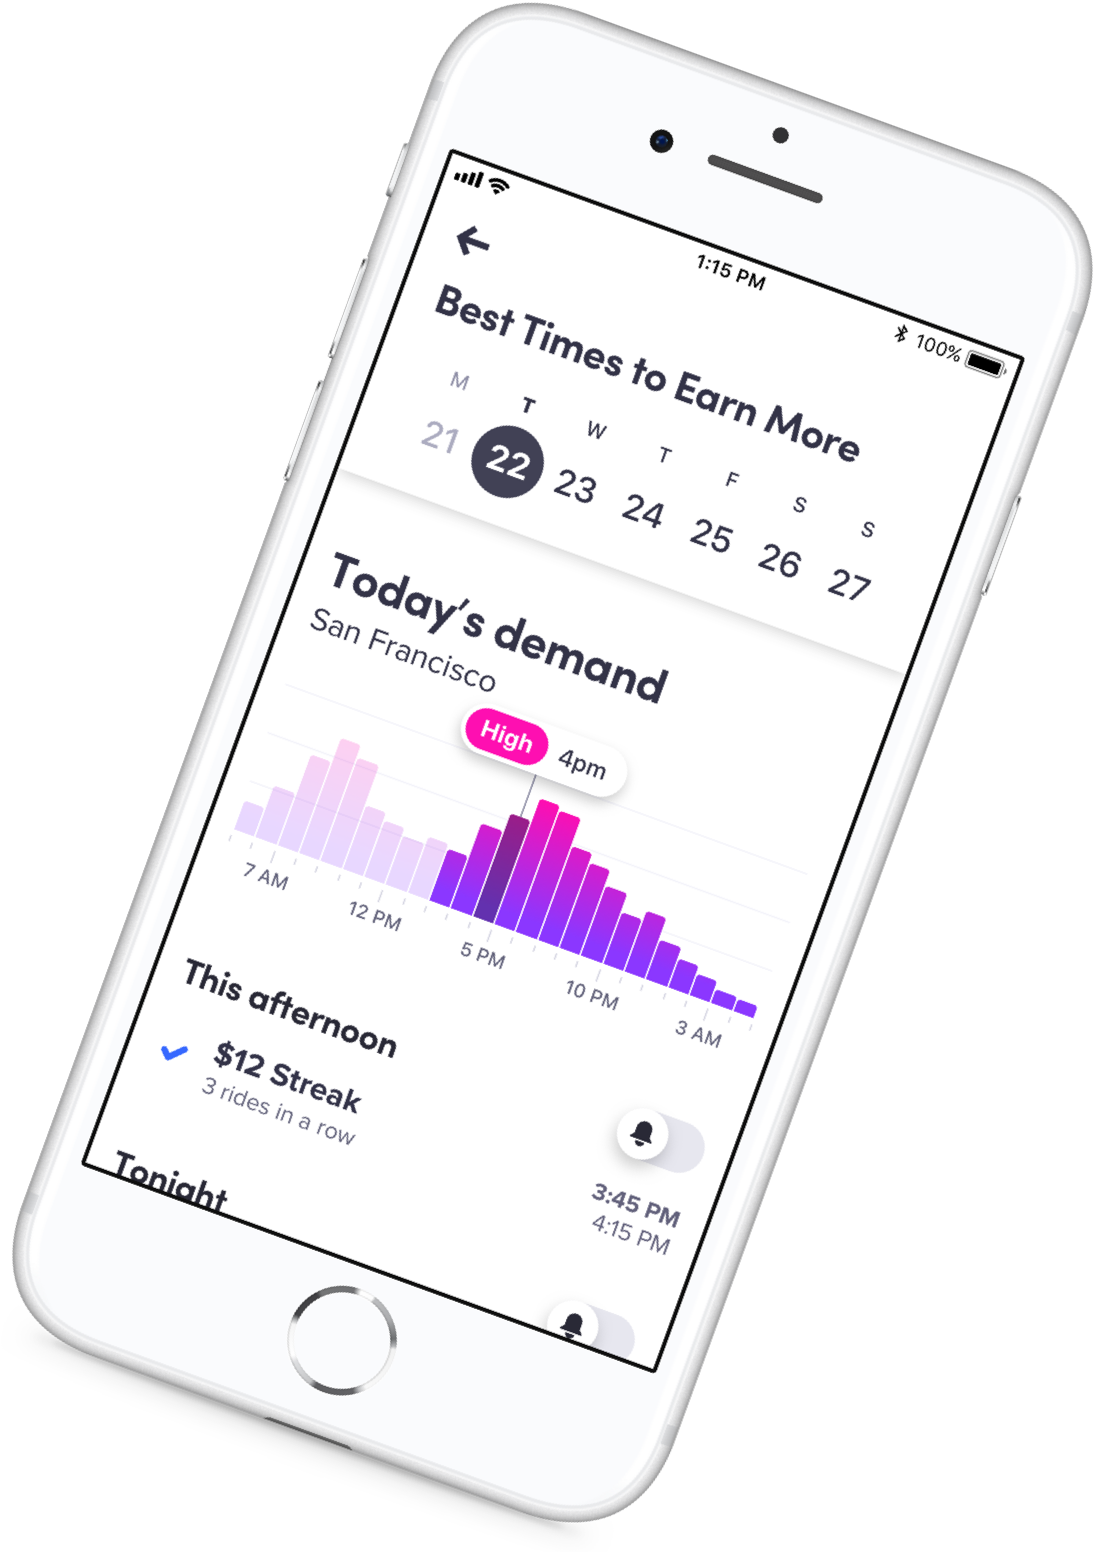 1:15 PM
100%
Best Times to Earn More
M T W T F S S
21 22 23 24 25 26 27
Today's demand
San Francisco
High 4pm
7 AM 12 PM 5 PM 10 PM 3 AM
This afternoon
$12 Streak
3 rides in a row
3:45 PM
4:15 PM
Tonight